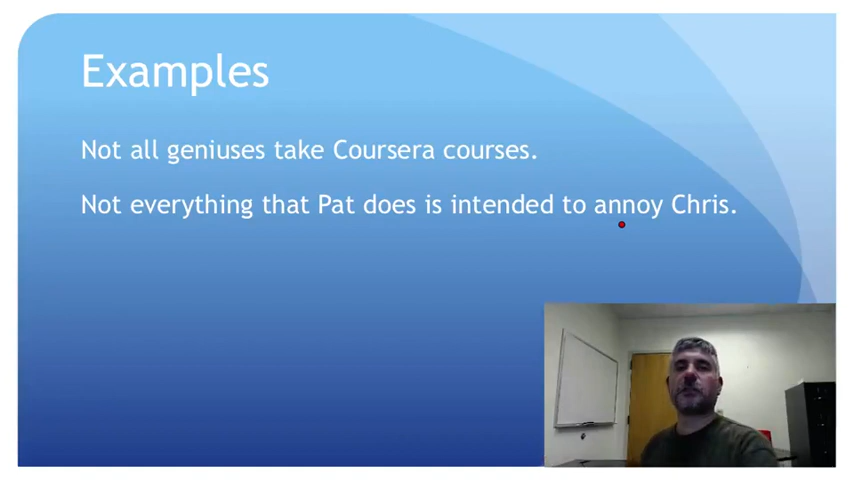 Examples
Not all geniuses take Coursera courses.
Not everything that Pat does is intended to annoy Chris.